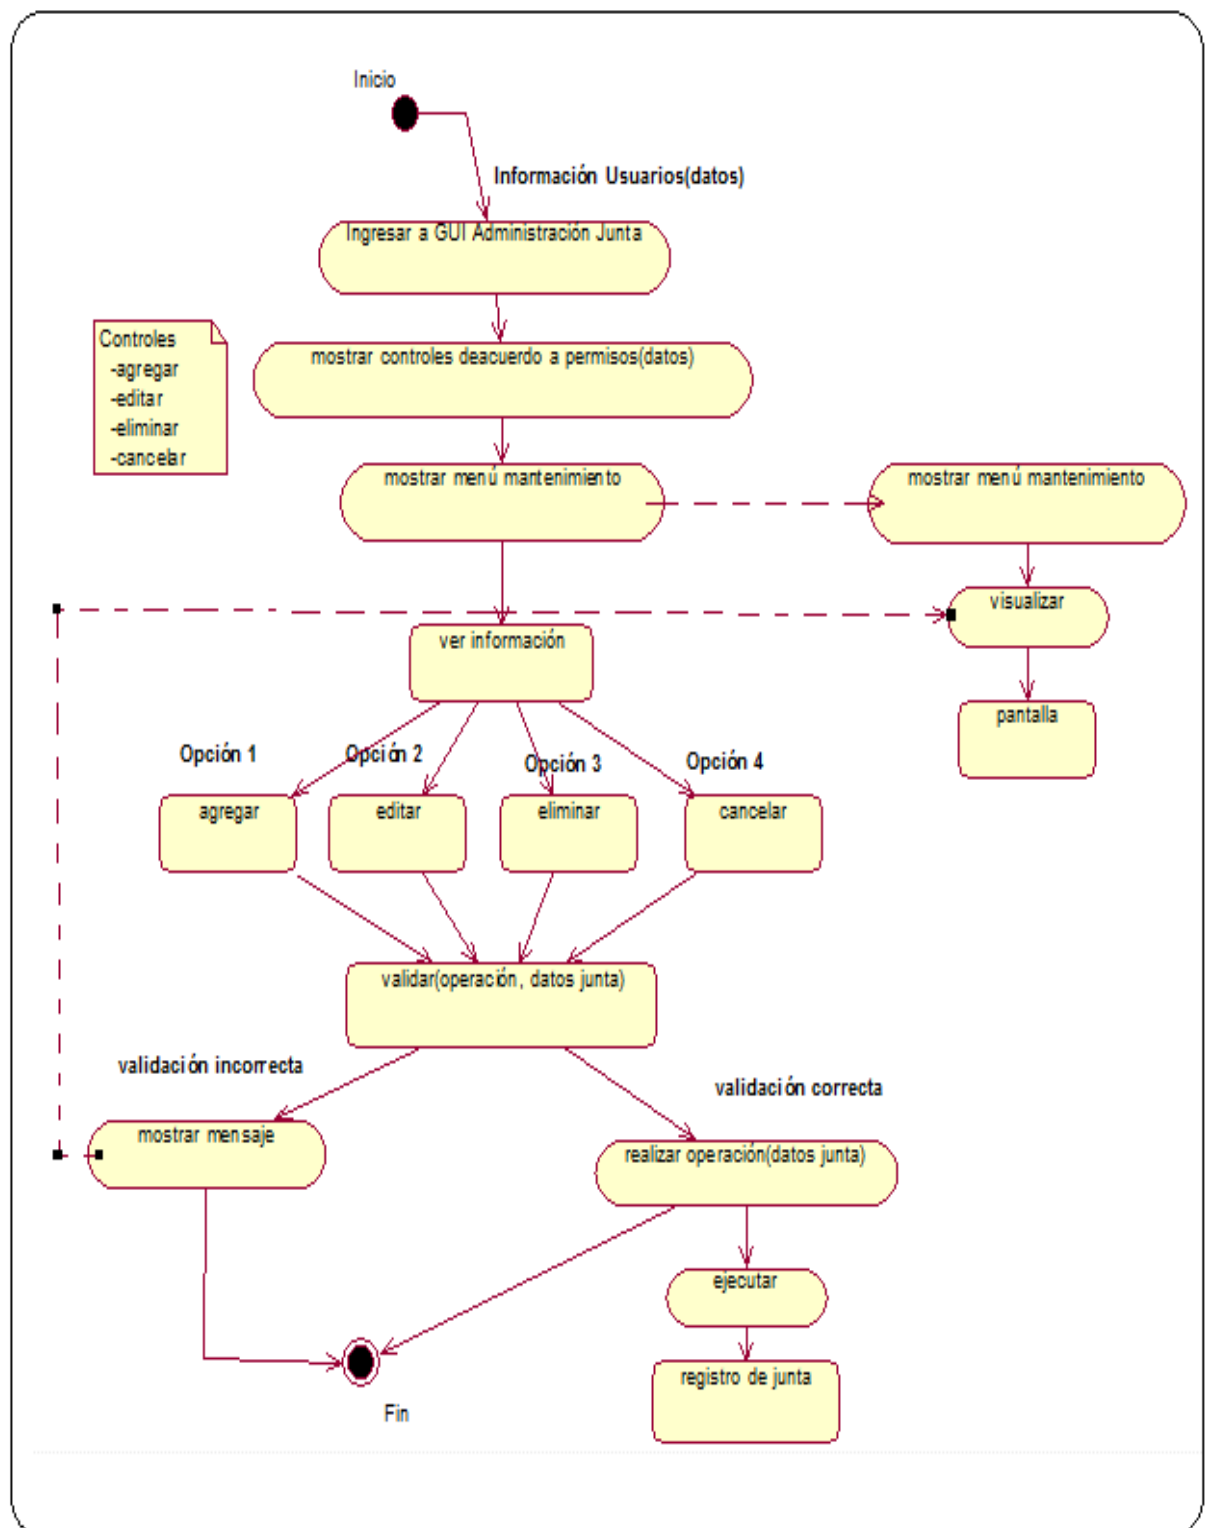 Inicio
Información Usuarios(datos)
Ingresar a GUI Administración Junta
Controles
-agregar
-editar
-eliminar
-cancelar
mostrar controles deacuerdo a permisos(datos)
mostrar menú mantenimiento
mostrar menú mantenimiento
visualizar
ver información
pantalla
Opción 1
Opción 2
Opción 3
Opción 4
agregar
editar
eliminar
cancelar
validar(operación, datos junta)
validación incorrecta
validación correcta
mostrar mensaje
realizar operación(datos junta)
ejecutar
registro de junta
Fin